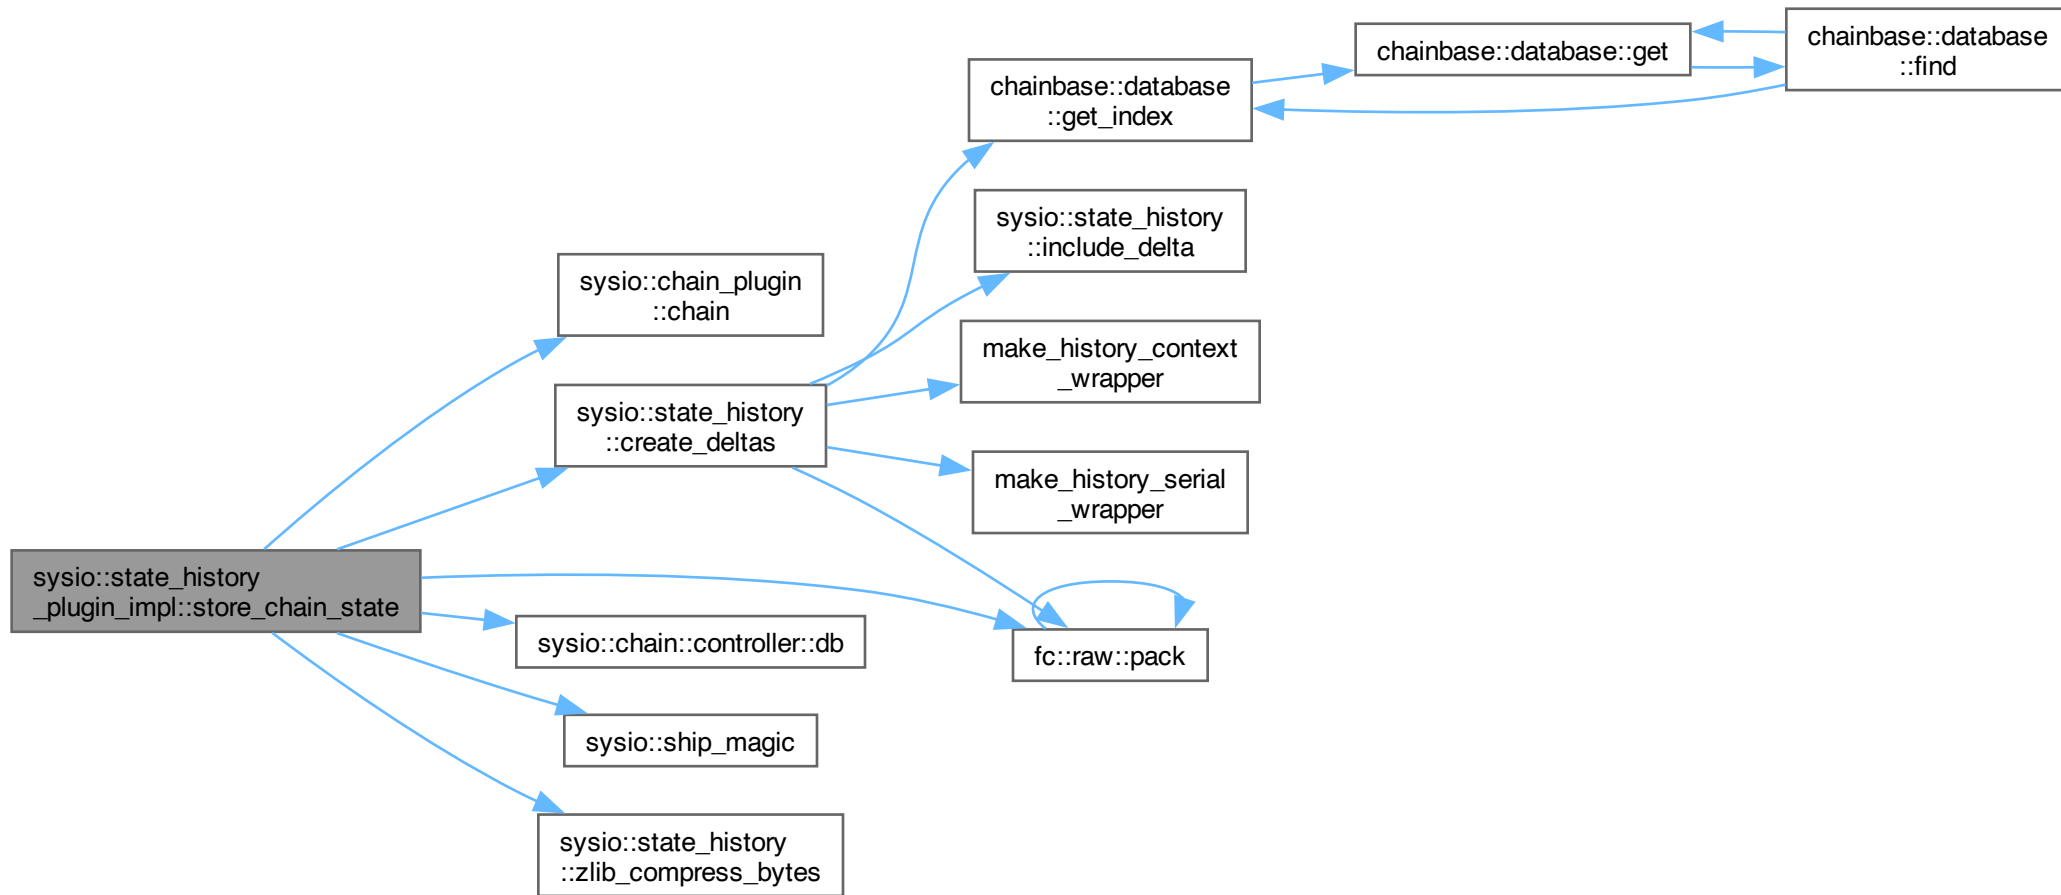 sysio::state_history
_plugin_impl::store_chain_state
sysio::chain_plugin
::chain
sysio::state_history
::create_deltas
sysio::chain::controller::db
sysio::ship_magic
sysio::state_history
::zlib_compress_bytes
chainbase::database
::get_index
sysio::state_history
::include_delta
make_history_context
_wrapper
make_history_serial
_wrapper
fc::raw::pack
chainbase::database::get
chainbase::database
::find